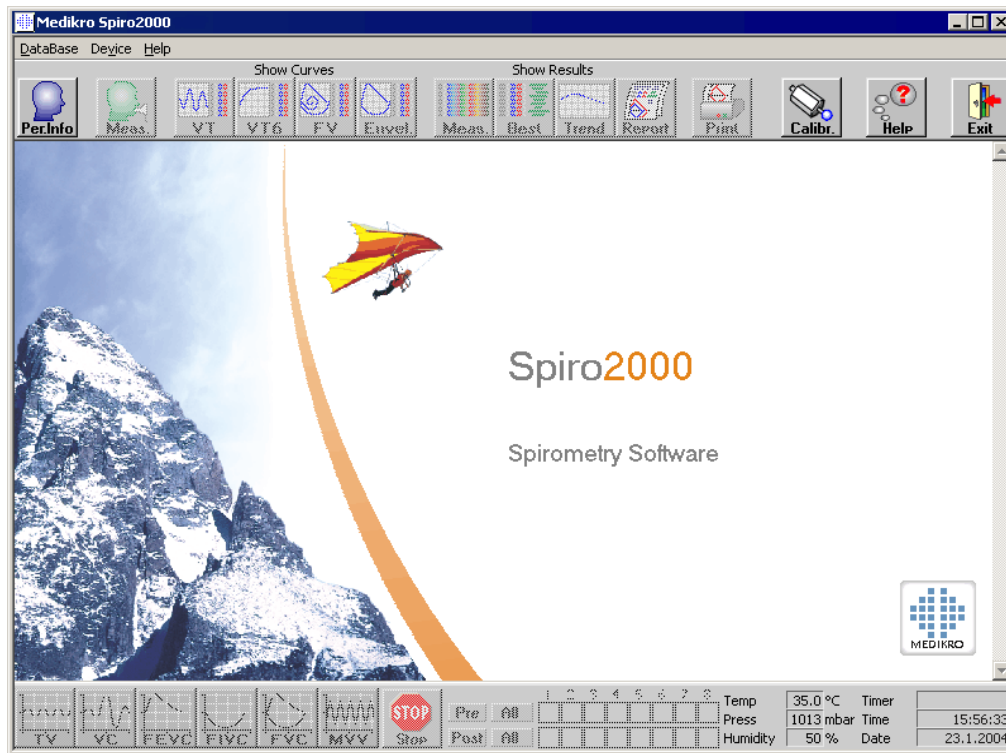 Medikro Spiro2000
DataBase Device Help
Show Curves Show Results
Per.Info Meas. VT VT6 FV Envel. Meas. Best Trend Report Print Calibr. Help Exit
Spiro2000
Spirometry Software
MEDIKRO
1 2 3 4 5 6 7 8
TV VC FEVC FIVC FVC MVV STOP Stop
Pre All
Post All
Temp 35.0 °C Timer
Press 1013 mbar Time 15:56:33
Humidity 50 % Date 23.1.2004